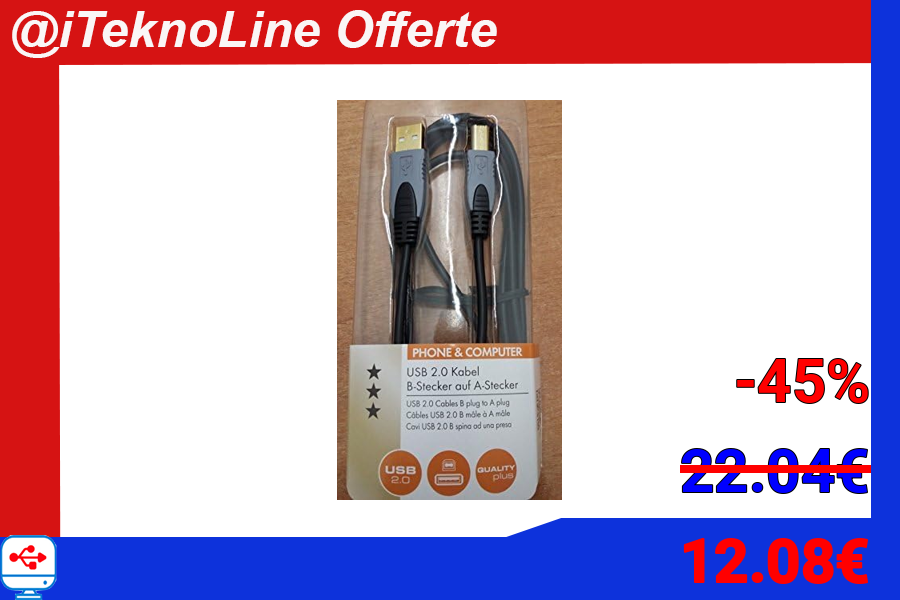 @iTeknoLine Offerte
PHONE & COMPUTER
USB 2.0 Kabel
B-Stecker auf A-Stecker
USB 2.0 Cables B plug to A plug
Câbles USB 2.0 B mâle à A mâle
Cavi USB 2.0 B spina ad una presa
USB
2.0
QUALITY
plus
-45%
22.04€
12.08€